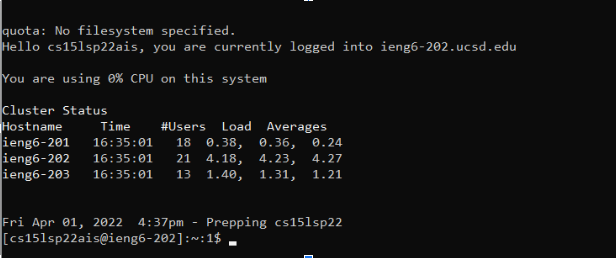 quota: No filesystem specified.
Hello cs15lsp22ais, you are currently logged into ieng6-202.ucsd.edu
You are using 0% CPU on this system
Cluster Status
Hostname     Time    #Users  Load  Averages
ieng6-201   16:35:01   18  0.38,  0.36,  0.24
ieng6-202   16:35:01   21  4.18,  4.23,  4.27
ieng6-203   16:35:01   13  1.40,  1.31,  1.21
Fri Apr 01, 2022  4:37pm - Prepping cs15lsp22
[cs15lsp22ais@ieng6-202]:~:1$